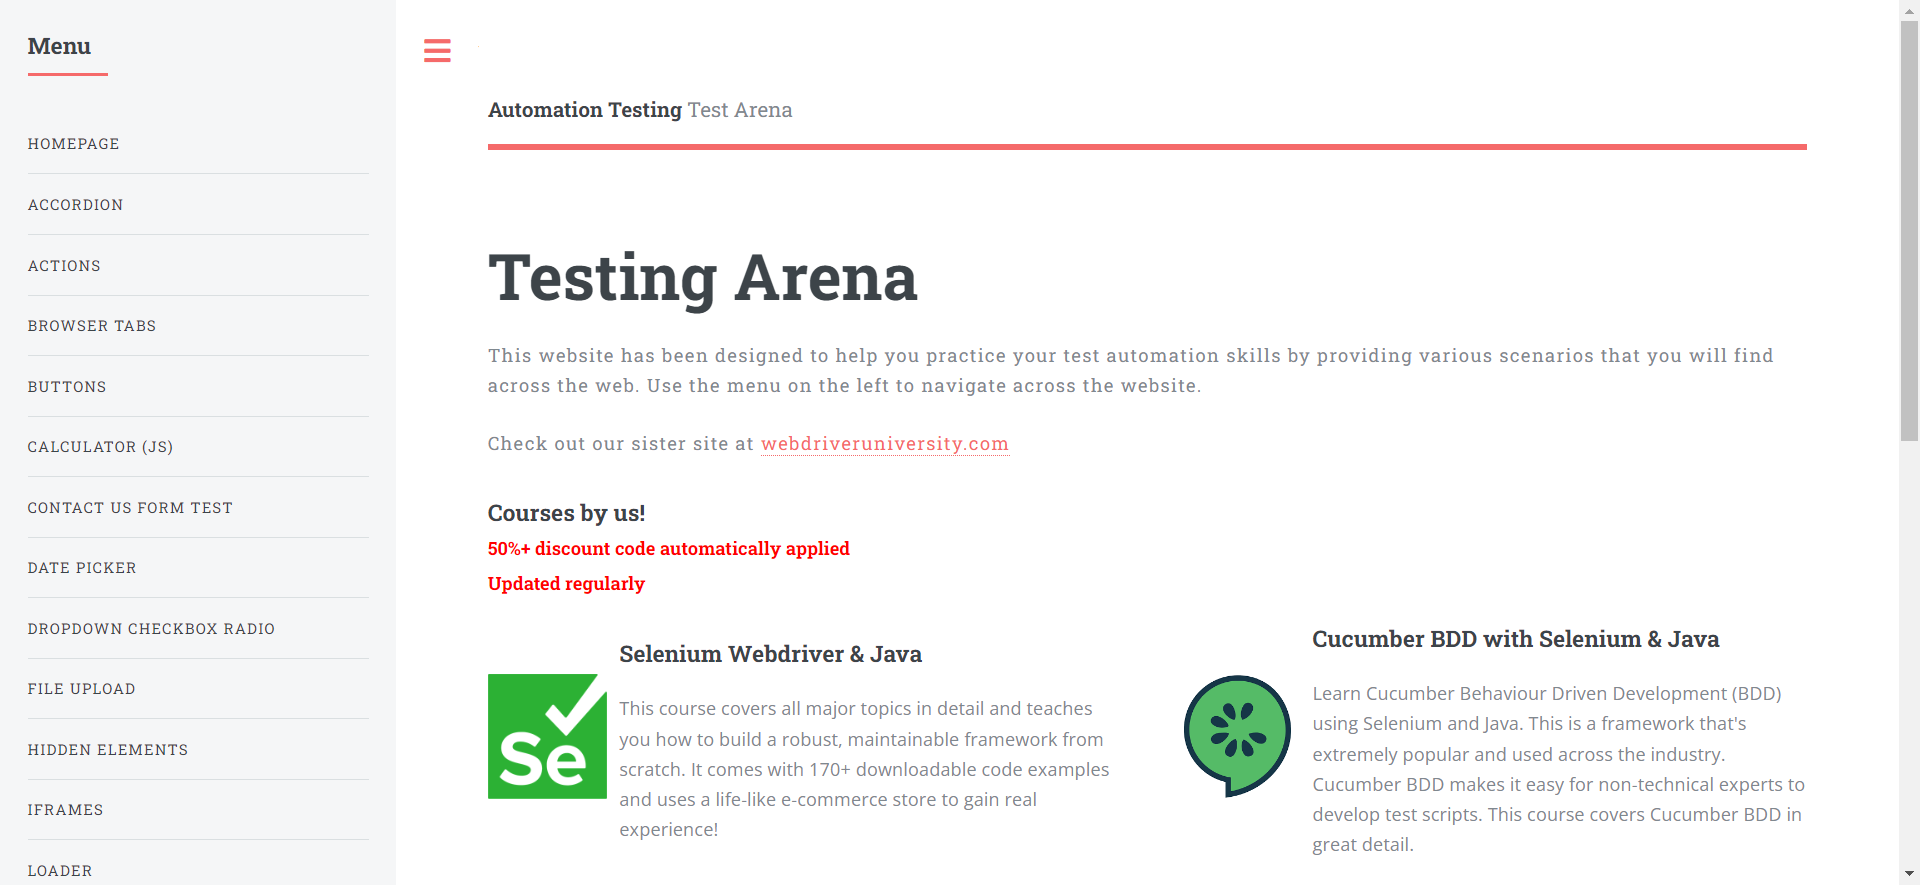 Menu
HOMEPAGE
ACCORDION
ACTIONS
BROWSER TABS
BUTTONS
CALCULATOR (JS)
CONTACT US FORM TEST
DATE PICKER
DROPDOWN CHECKBOX RADIO
FILE UPLOAD
HIDDEN ELEMENTS
IFRAMES
LOADER
Automation Testing Test Arena
Testing Arena
This website has been designed to help you practice your test automation skills by providing various scenarios that you will find
across the web. Use the menu on the left to navigate across the website.
Check out our sister site at webdriveruniversity.com
Courses by us!
50%+ discount code automatically applied
Updated regularly
Se
Selenium Webdriver & Java
This course covers all major topics in detail and teaches
you how to build a robust, maintainable framework from
scratch. It comes with 170+ downloadable code examples
and uses a life-like e-commerce store to gain real
experience!
Cucumber BDD with Selenium & Java
Learn Cucumber Behaviour Driven Development (BDD)
using Selenium and Java. This is a framework that's
extremely popular and used across the industry.
Cucumber BDD makes it easy for non-technical experts to
develop test scripts. This course covers Cucumber BDD in
great detail.